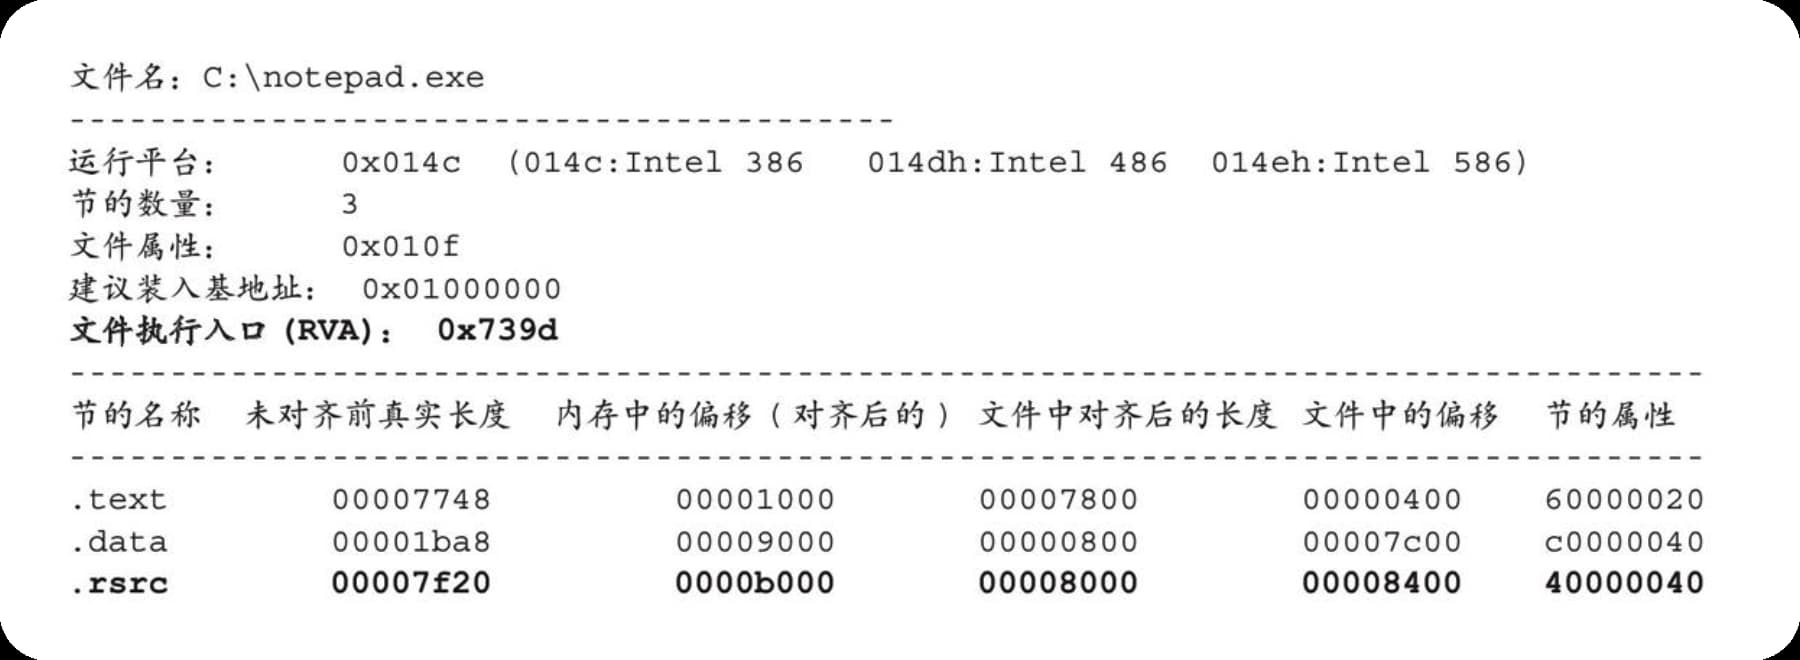 文件名：C:\notepad.exe
-----------------------------------------
运行平台： 0x014c (014c:Intel 386 014dh:Intel 486 014eh:Intel 586)
节的数量： 3
文件属性： 0x010f
建议装入基地址： 0x01000000
文件执行入口(RVA)： 0x739d
---------------------------------------------------------------------------------
节的名称 未对齐前真实长度 内存中的偏移(对齐后的) 文件中对齐后的长度 文件中的偏移 节的属性
---------------------------------------------------------------------------------
.text 00007748 00001000 00007800 00000400 60000020
.data 00001ba8 00009000 00000800 00007c00 c0000040
.rsrc 00007f20 0000b000 00008000 00008400 40000040